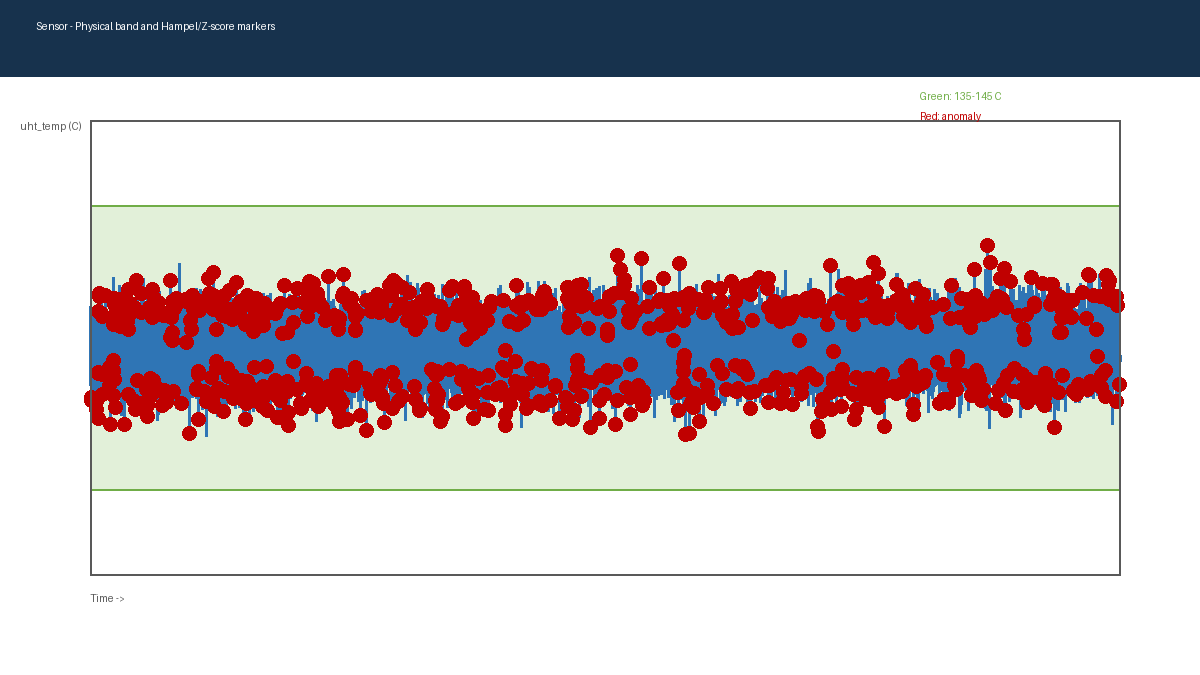 Sensor - Physical band and Hampel/Z-score markers
Green: 135-145 C
Red: anomaly
uht_temp (C)
Time ->